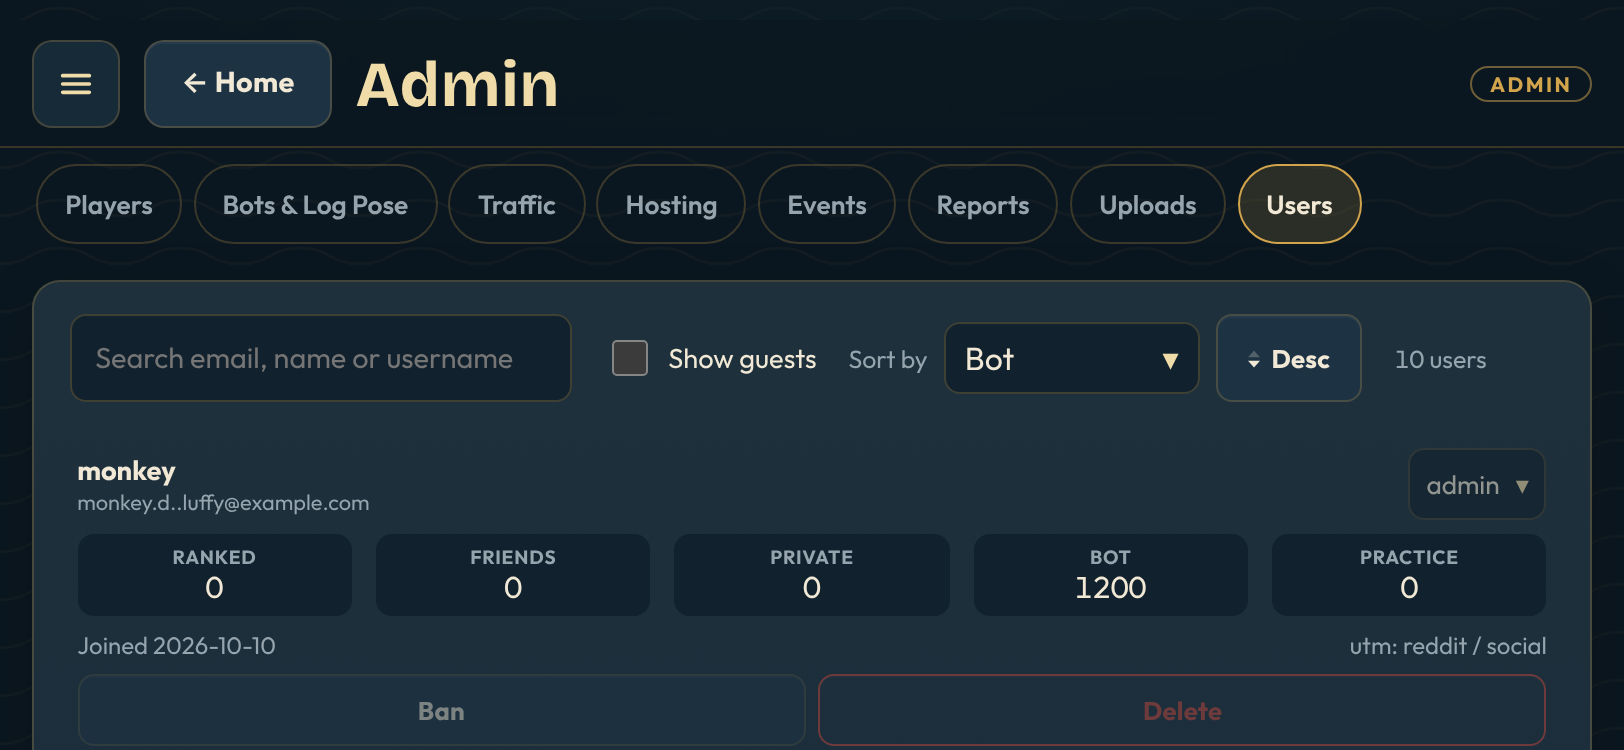 ← Home
Admin
ADMIN
Players
Bots & Log Pose
Traffic
Hosting
Events
Reports
Uploads
Users
Search email, name or username
Show guests
Sort by
Bot
Desc
10 users
monkey
monkey.d..luffy@example.com
admin
RANKED
0
FRIENDS
0
PRIVATE
0
BOT
1200
PRACTICE
0
Joined 2026-10-10
utm: reddit / social
Ban
Delete